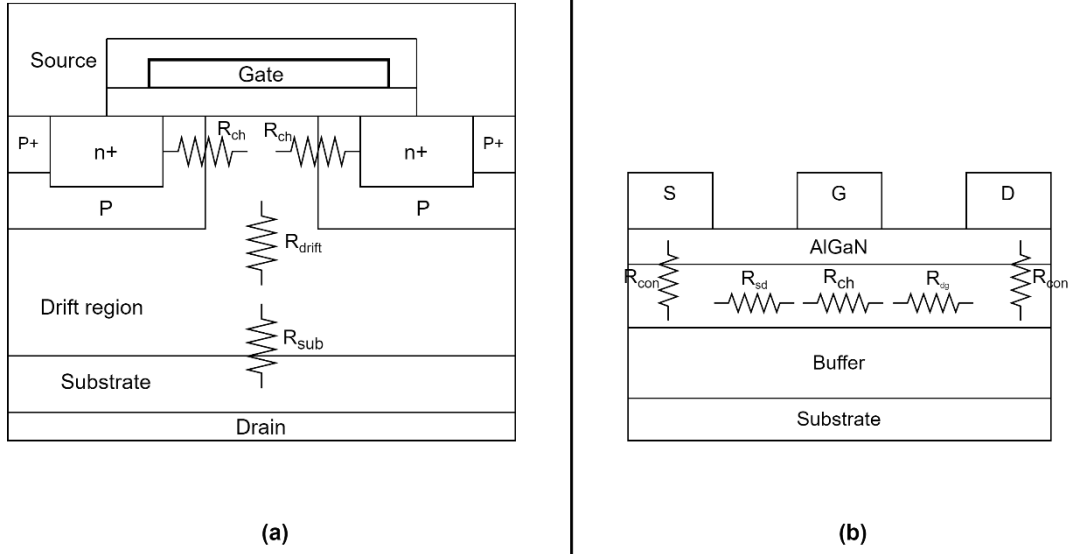 Source
Gate
P+
n+
R_ch
R_ch
n+
P+
P
P
R_drift
Drift region
R_sub
Substrate
Drain
(a)
S
G
D
AlGaN
R_con
R_sd
R_ch
R_dg
R_con
Buffer
Substrate
(b)